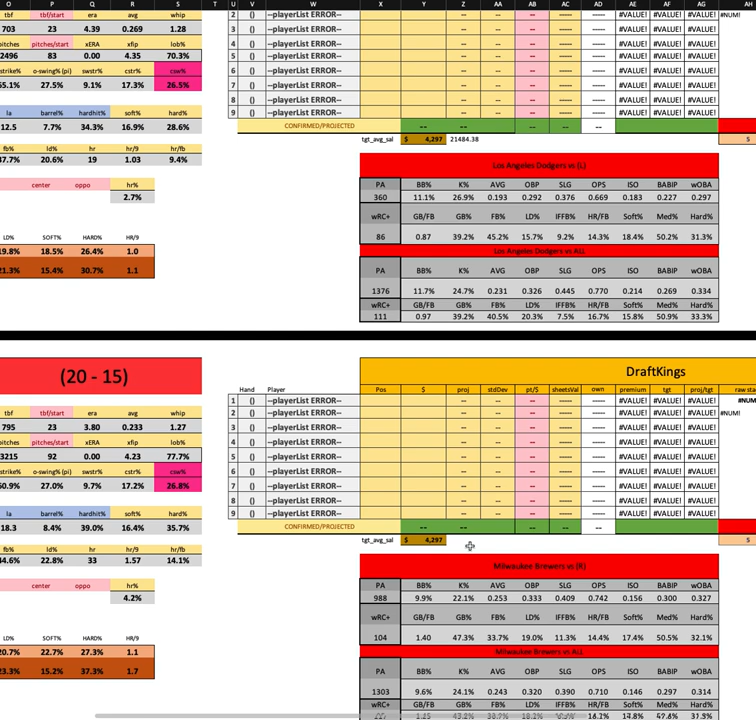 O P Q R S T U V W X Y Z AA AB AC AD AE AF AG AH
703 23 4.39 0.269 1.28 2 () --playerList ERROR-- -- -- -- ----- ----- #VALUE! #VALUE! #VALUE! #NUM!
tbf tbf/start era avg whip
pitches pitches/start xERA xfip lob% 3 () --playerList ERROR-- -- -- -- ----- ----- #VALUE! #VALUE! #VALUE!
2496 83 0.00 4.35 70.3% 4 () --playerList ERROR-- -- -- -- ----- ----- #VALUE! #VALUE! #VALUE!
strike% o-swing% (pi) swstr% cstr% csw% 5 () --playerList ERROR-- -- -- -- ----- ----- #VALUE! #VALUE! #VALUE!
65.1% 27.5% 9.1% 17.3% 26.5% 6 () --playerList ERROR-- -- -- -- ----- ----- #VALUE! #VALUE! #VALUE!
7 () --playerList ERROR-- -- -- -- ----- ----- #VALUE! #VALUE! #VALUE!
la barrel% hardhit% soft% hard% 8 () --playerList ERROR-- -- -- -- ----- ----- #VALUE! #VALUE! #VALUE!
12.5 7.7% 34.3% 16.9% 28.6% 9 () --playerList ERROR-- -- -- -- ----- ----- #VALUE! #VALUE! #VALUE!
CONFIRMED/PROJECTED -- -- -- -- --
fb% ld% hr hr/9 hr/fb tgt_avg_sal $ 4,297 21484.38 $
37.7% 20.6% 19 1.03 9.4%
Los Angeles Dodgers vs (L)
center oppo hr% PA BB% K% AVG OBP SLG OPS ISO BABIP wOBA
2.7% 360 11.1% 26.9% 0.193 0.292 0.376 0.669 0.183 0.227 0.297
wRC+ GB/FB GB% FB% LD% IFFB% HR/FB Soft% Med% Hard%
LD% SOFT% HARD% HR/9 86 0.87 39.2% 45.2% 15.7% 9.2% 14.3% 18.4% 50.2% 31.3%
19.8% 18.5% 26.4% 1.0 Los Angeles Dodgers vs ALL
21.3% 15.4% 30.7% 1.1 PA BB% K% AVG OBP SLG OPS ISO BABIP wOBA
1376 11.7% 24.7% 0.231 0.326 0.445 0.770 0.214 0.269 0.334
wRC+ GB/FB GB% FB% LD% IFFB% HR/FB Soft% Med% Hard%
111 0.97 39.2% 40.5% 20.3% 7.5% 16.7% 15.8% 50.9% 33.3%
(20 - 15) DraftKings
Hand Player Pos $ proj stdDev pt/$ sheetsVal own premium tgt proj/tgt raw sta
1 () --playerList ERROR-- -- -- -- ----- ----- #VALUE! #VALUE! #VALUE! #NUM
tbf tbf/start era avg whip 2 () --playerList ERROR-- -- -- -- ----- ----- #VALUE! #VALUE! #VALUE! #NUM!
795 23 3.80 0.233 1.27 3 () --playerList ERROR-- -- -- -- ----- ----- #VALUE! #VALUE! #VALUE!
pitches pitches/start xERA xfip lob% 4 () --playerList ERROR-- -- -- -- ----- ----- #VALUE! #VALUE! #VALUE!
3215 92 0.00 4.23 77.7% 5 () --playerList ERROR-- -- -- -- ----- ----- #VALUE! #VALUE! #VALUE!
strike% o-swing% (pi) swstr% cstr% csw% 6 () --playerList ERROR-- -- -- -- ----- ----- #VALUE! #VALUE! #VALUE!
60.9% 27.0% 9.7% 17.2% 26.8% 7 () --playerList ERROR-- -- -- -- ----- ----- #VALUE! #VALUE! #VALUE!
8 () --playerList ERROR-- -- -- -- ----- ----- #VALUE! #VALUE! #VALUE!
la barrel% hardhit% soft% hard% 9 () --playerList ERROR-- -- -- -- ----- ----- #VALUE! #VALUE! #VALUE!
18.3 8.4% 39.0% 16.4% 35.7% CONFIRMED/PROJECTED -- -- -- -- --
tgt_avg_sal $ 4,297 $
fb% ld% hr hr/9 hr/fb
44.6% 22.8% 33 1.57 14.1% Milwaukee Brewers vs (R)
center oppo hr% PA BB% K% AVG OBP SLG OPS ISO BABIP wOBA
4.2% 988 9.9% 22.1% 0.253 0.333 0.409 0.742 0.156 0.300 0.327
wRC+ GB/FB GB% FB% LD% IFFB% HR/FB Soft% Med% Hard%
LD% SOFT% HARD% HR/9 104 1.40 47.3% 33.7% 19.0% 11.3% 14.4% 17.4% 50.5% 32.1%
20.7% 22.7% 27.3% 1.1 Milwaukee Brewers vs ALL
23.3% 15.2% 37.3% 1.7 PA BB% K% AVG OBP SLG OPS ISO BABIP wOBA
1303 9.6% 24.1% 0.243 0.320 0.390 0.710 0.146 0.297 0.314
wRC+ GB/FB GB% FB% LD% IFFB% HR/FB Soft% Med% Hard%